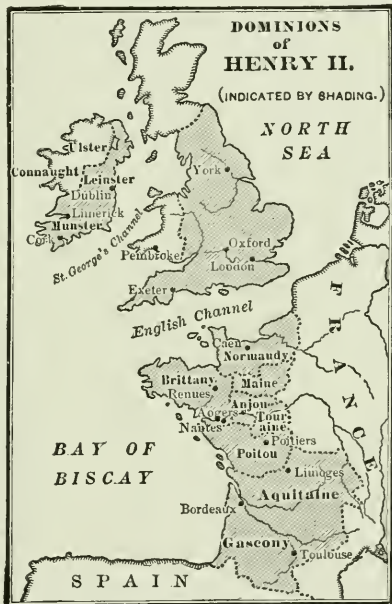 DOMINIONS
of
HENRY II.
(INDICATED BY SHADING.)
NORTH
SEA
Ulster
Connaught
Leinster
Dublin
Limerick
Munster
Cork
St. George's Channel
York
Pembroke
Oxford
London
Exeter
English Channel
FRANCE
Caen
Normandy
Brittany
Rennes
Maine
Anjou
Angers
Tour
aine
Nantes
Poitiers
Poitou
BAY OF
BISCAY
Limoges
Aquitaine
Bordeaux
Gascony
Toulouse
SPAIN